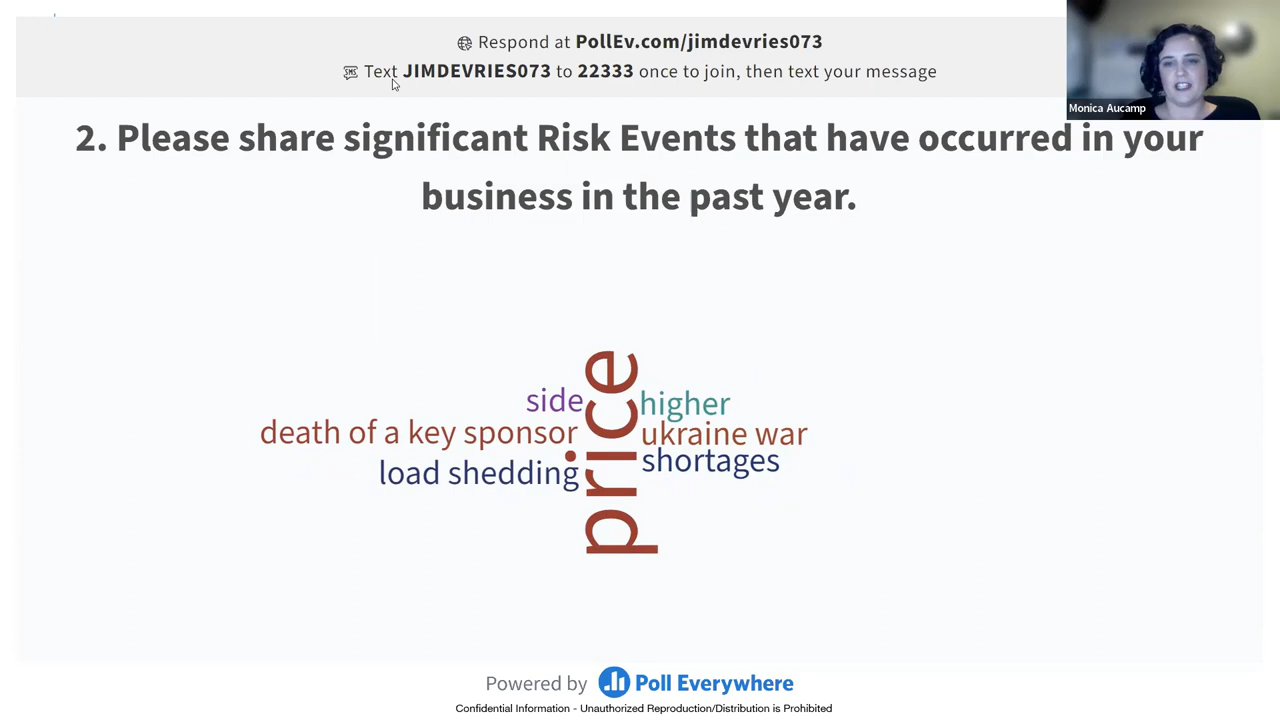 Respond at PollEv.com/jimdevries073
Text JIMDEVRIES073 to 22333 once to join, then text your message
Monica Aucamp
2. Please share significant Risk Events that have occurred in your
business in the past year.
side
death of a key sponsor
load shedding
price
higher
ukraine war
shortages
Powered by Poll Everywhere
Confidential Information - Unauthorized Reproduction/Distribution is Prohibited